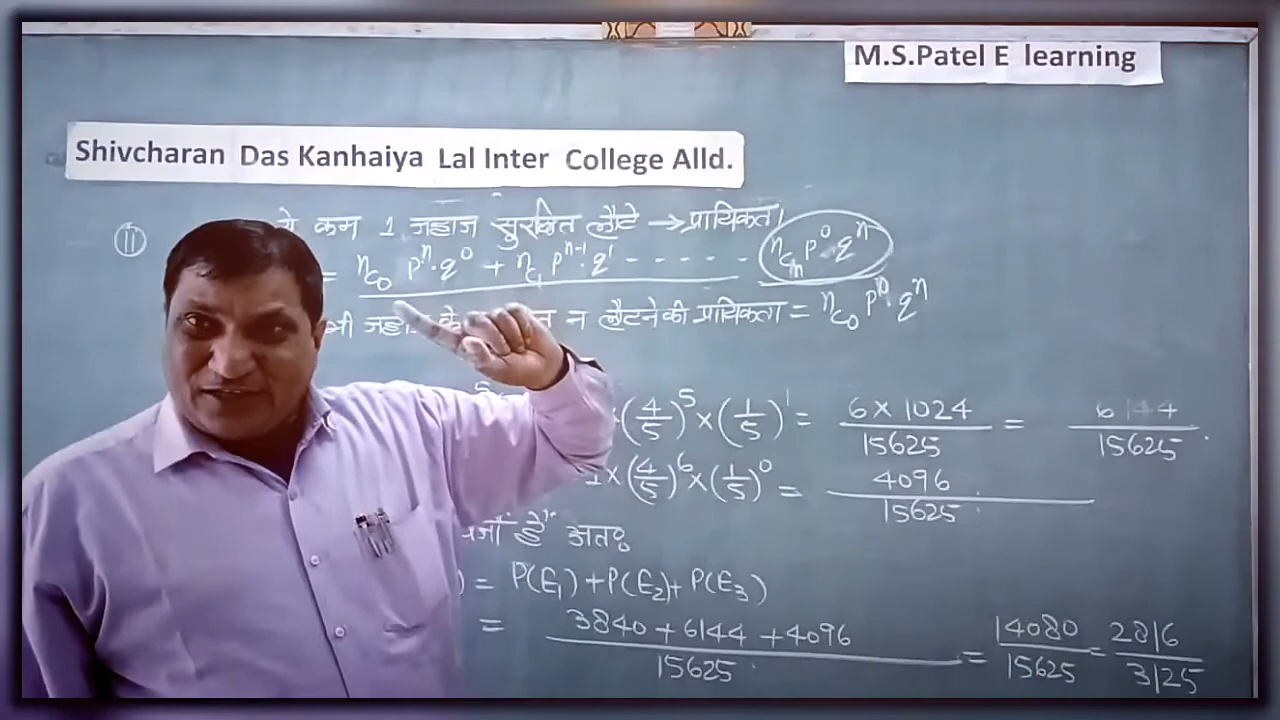 M.S.Patel E learning
Shivcharan Das Kanhaiya Lal Inter College Alld.
(11) कम 1 जहाज सुरक्षित लौटे → प्रायिकता
= ⁿC₀ pⁿ·q⁰ + ⁿC₁ pⁿ⁻¹·q¹ - - - - - ⁿCₙ p⁰·qⁿ
न लौटने की प्रायिकता = ⁿC₀ p⁰·qⁿ
×(4/5)⁵×(1/5)¹ = 6 × 1024 / 15625 = 6144 / 15625
1×(4/5)⁶×(1/5)⁰ = 4096 / 15625
है" अतः
) = P(E₁)+P(E₂)+P(E₃)
= 3840 + 6144 + 4096 / 15625 = 14080 / 15625 = 2816 / 3125